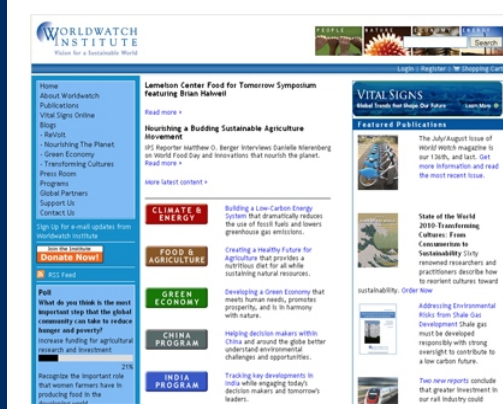 WORLDWATCH
INSTITUTE
Vision for a Sustainable World
PEOPLE
NATURE
ECONOMY
ENERGY
Search
Login :: Register :: Shopping Cart
Home
About Worldwatch
Publications
Vital Signs Online
Blogs
- ReVolt
- Nourishing The Planet
- Green Economy
- Transforming Cultures
Press Room
Programs
Global Partners
Support Us
Contact Us
Sign Up for e-mail updates from
Worldwatch Institute
Join the Institute
Donate Now!
RSS Feed
Poll
What do you think is the most
important step that the global
community can take to reduce
hunger and poverty?
Increase funding for agricultural
research and investment
21%
Recognize the important role
that women farmers have in
producing food in the
developing world
Lemelson Center Food for Tomorrow Symposium
featuring Brian Halweil
Read more »
Nourishing a Budding Sustainable Agriculture
Movement
IPS Reporter Matthew O. Berger interviews Danielle Nierenberg
on World Food Day and innovations that nourish the planet.
Read more »
More latest content »
CLIMATE &
ENERGY
Building a Low-Carbon Energy
System that dramatically reduces
the use of fossil fuels and lowers
greenhouse gas emissions.
FOOD &
AGRICULTURE
Creating a Healthy Future for
Agriculture that provides a
nutritious diet for all while
sustaining natural resources.
GREEN
ECONOMY
Developing a Green Economy that
meets human needs, promotes
prosperity, and is in harmony
with nature.
CHINA
PROGRAM
Helping decision makers within
China and around the globe better
understand environmental
challenges and opportunities.
INDIA
PROGRAM
Tracking key developments in
India while engaging today's
decision makers and tomorrow's
leaders.
VITAL SIGNS
Global Trends that Shape Our Future
Learn More
Featured Publications
The July/August issue of
World Watch magazine is
our 136th, and last. Get
more information and read
the most recent issue.
State of the World
2010-Transforming
Cultures: From
Consumerism to
Sustainability Sixty
renowned researchers and
practitioners describe how
to reorient cultures toward
sustainability. Order Now
Addressing Environmental
Risks from Shale Gas
Development Shale gas
must be developed
responsibly with strong
oversight to contribute to
a low carbon future.
Two new reports conclude
that greater investment in
our rail industry could